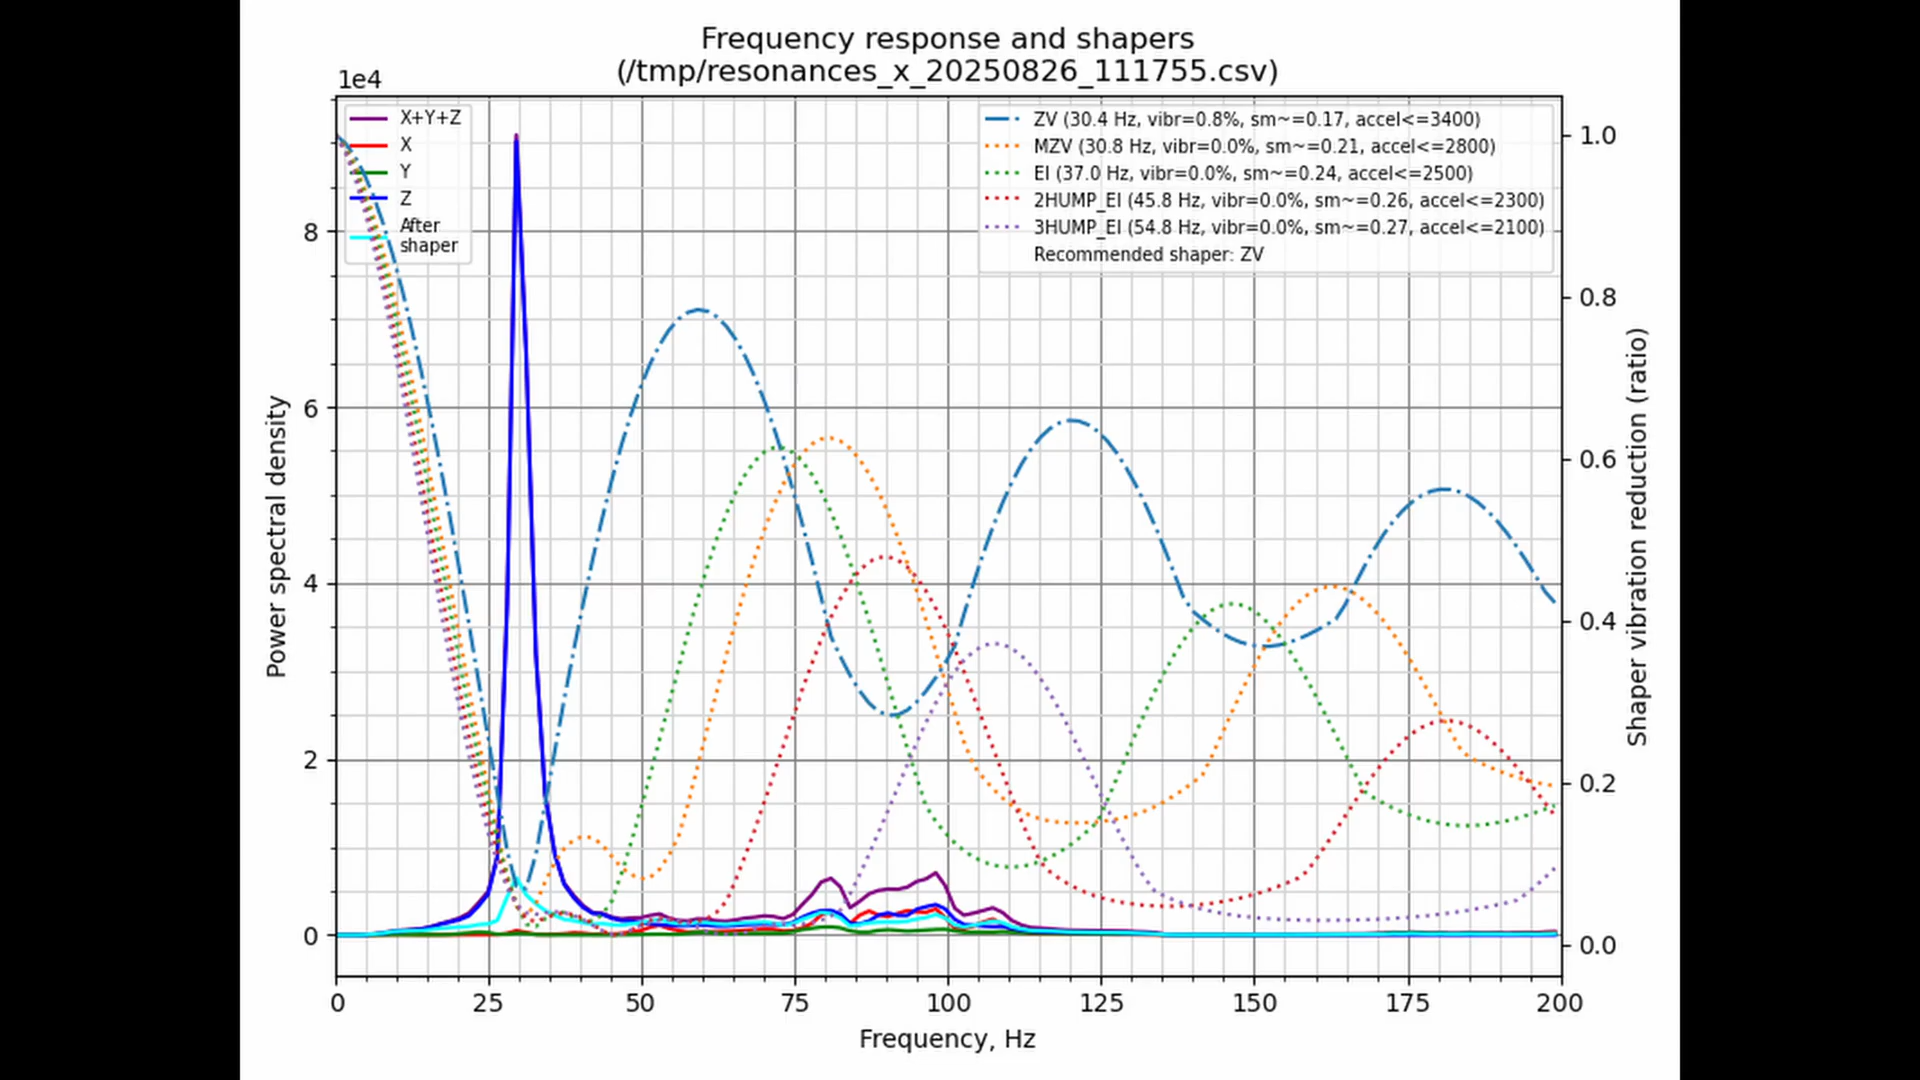 Frequency response and shapers
(/tmp/resonances_x_20250826_111755.csv)
1e4
X+Y+Z
X
Y
Z
After
shaper
ZV (30.4 Hz, vibr=0.8%, sm~=0.17, accel<=3400)
MZV (30.8 Hz, vibr=0.0%, sm~=0.21, accel<=2800)
EI (37.0 Hz, vibr=0.0%, sm~=0.24, accel<=2500)
2HUMP_EI (45.8 Hz, vibr=0.0%, sm~=0.26, accel<=2300)
3HUMP_EI (54.8 Hz, vibr=0.0%, sm~=0.27, accel<=2100)
Recommended shaper: ZV
Power spectral density
8
6
4
2
0
1.0
0.8
0.6
0.4
0.2
0.0
Shaper vibration reduction (ratio)
0 25 50 75 100 125 150 175 200
Frequency, Hz